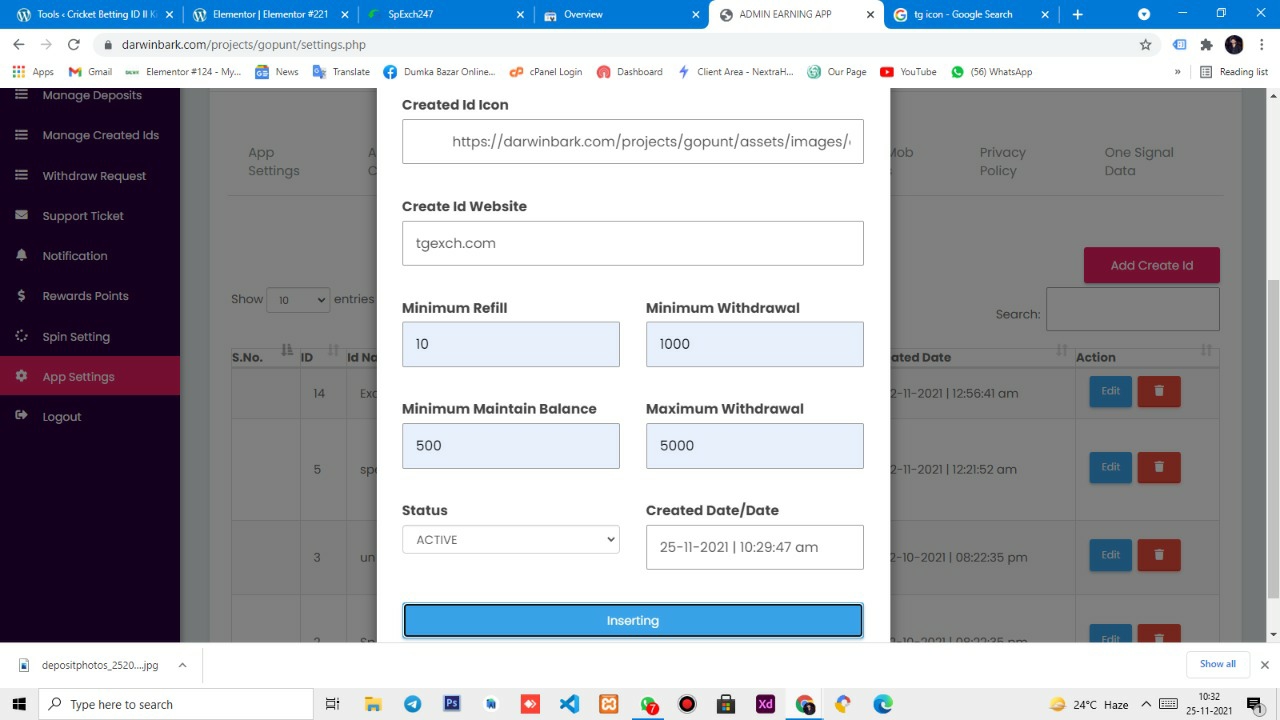 Tools ‹ Cricket Betting ID II Ki
Elementor | Elementor #221
SpExch247
Overview
ADMIN EARNING APP
tg icon - Google Search
darwinbark.com/projects/gopunt/settings.php
Apps
Gmail
Elementor #124 - My...
News
Translate
Dumka Bazar Online...
cPanel Login
Dashboard
Client Area - NextraH...
Our Page
YouTube
(56) WhatsApp
»
Reading list
Manage Deposits
Manage Created Ids
Withdraw Request
Support Ticket
Notification
Rewards Points
Spin Setting
App Settings
Logout
App Settings
Mob
Privacy Policy
One Signal Data
Add Create Id
Show 10 entries
Search:
S.No.
ID
Id Na
ated Date
Action
14
2-11-2021 | 12:56:41 am
Edit
5
spe
2-11-2021 | 12:21:52 am
Edit
3
un
2-10-2021 | 08:22:35 pm
Edit
2
Sp
2-10-2021 | 08:22:35 pm
Edit
Created Id Icon
https://darwinbark.com/projects/gopunt/assets/images/
Create Id Website
tgexch.com
Minimum Refill
Minimum Withdrawal
10
1000
Minimum Maintain Balance
Maximum Withdrawal
500
5000
Status
Created Date/Date
ACTIVE
25-11-2021 | 10:29:47 am
Inserting
depositphotos_2520....jpg
Show all
Type here to search
7
24°C Haze
10:32
25-11-2021
1